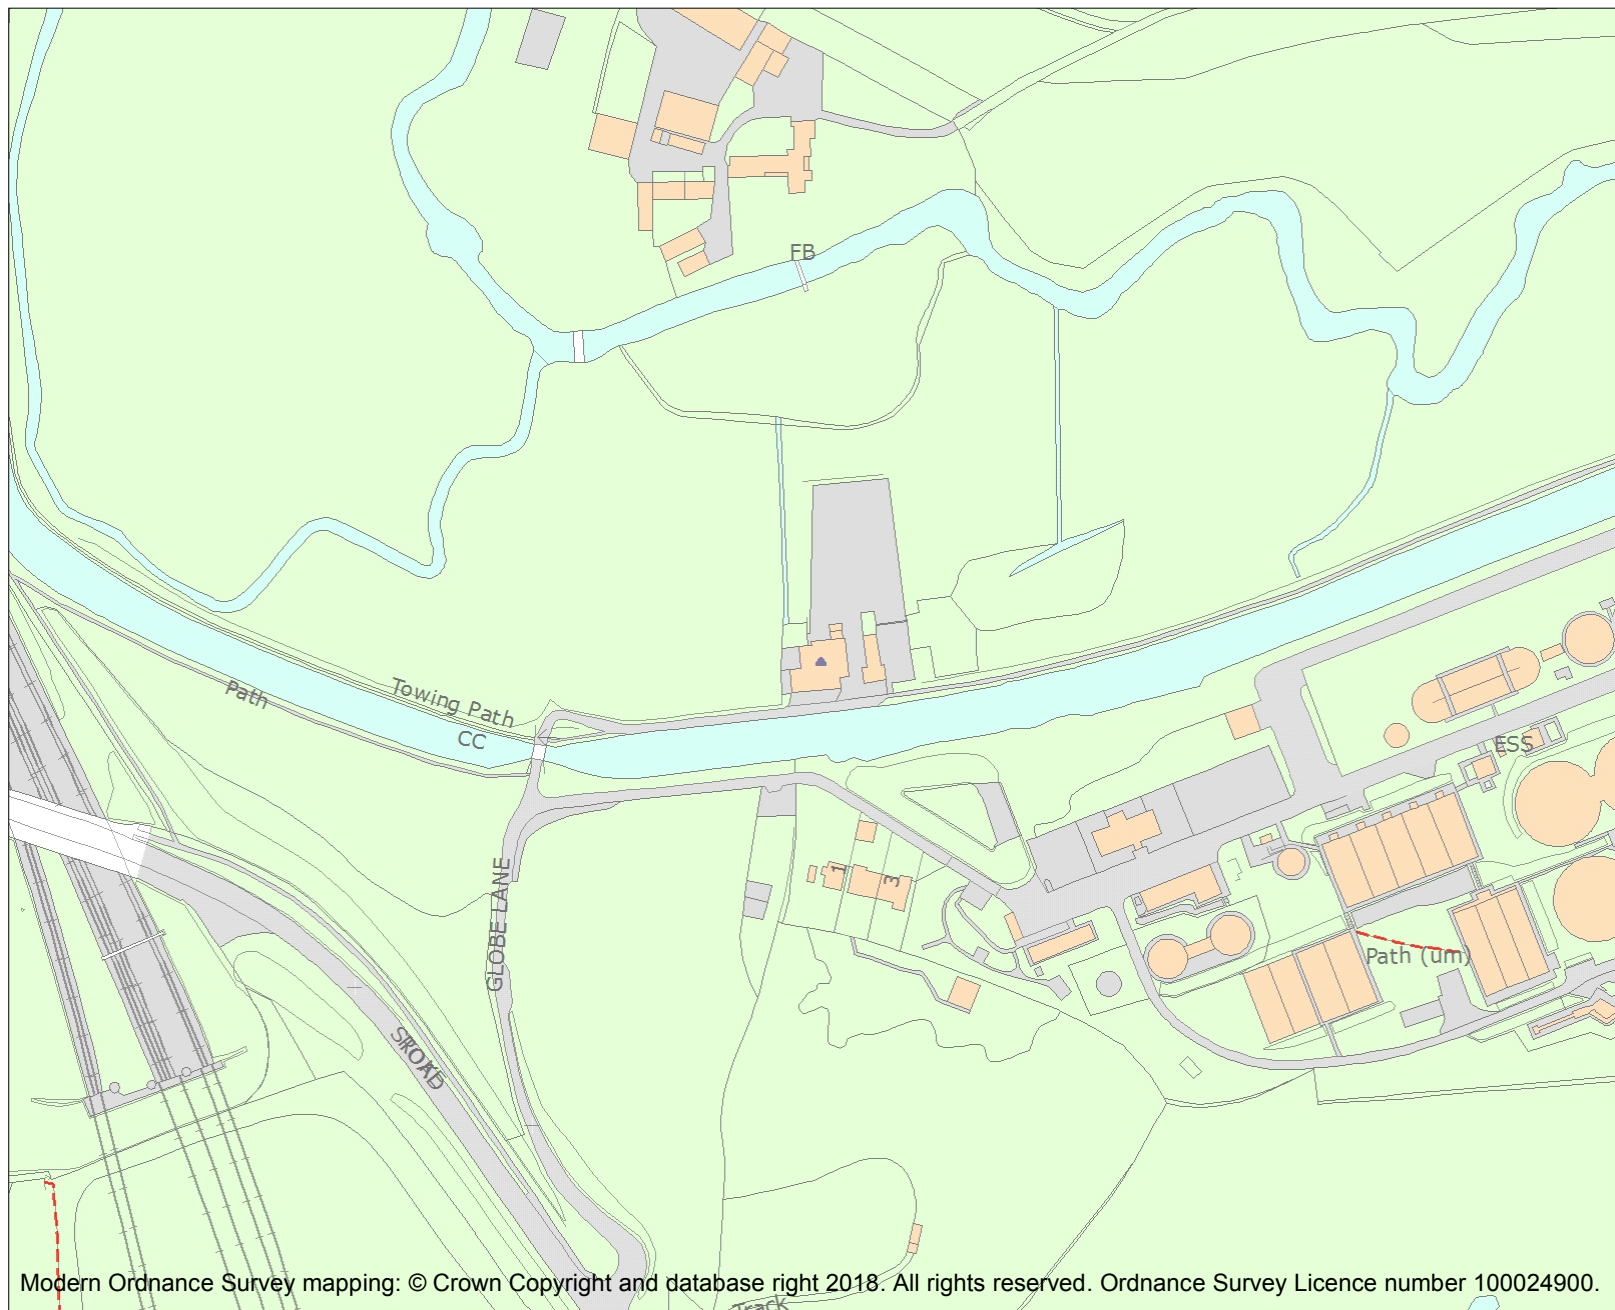 FB
Path
Towing Path
CC
ESS
1
3
GLOBE LANE
Path (um)
Track
Modern Ordnance Survey mapping: © Crown Copyright and database right 2018. All rights reserved. Ordnance Survey Licence number 100024900.